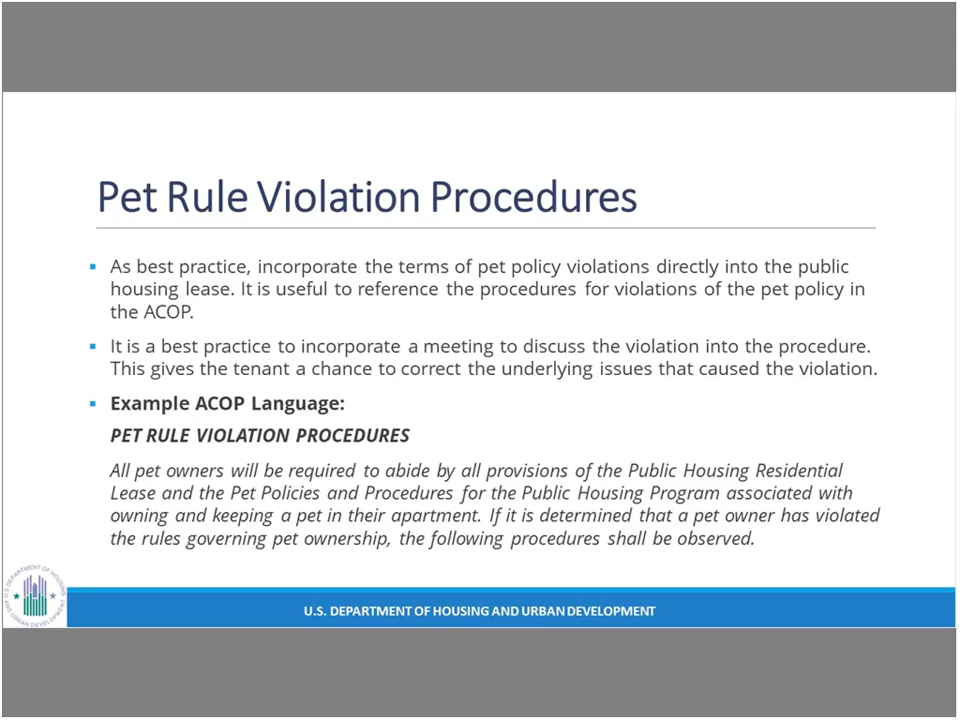 Pet Rule Violation Procedures
▪ As best practice, incorporate the terms of pet policy violations directly into the public
housing lease. It is useful to reference the procedures for violations of the pet policy in
the ACOP.
▪ It is a best practice to incorporate a meeting to discuss the violation into the procedure.
This gives the tenant a chance to correct the underlying issues that caused the violation.
▪ Example ACOP Language:
PET RULE VIOLATION PROCEDURES
All pet owners will be required to abide by all provisions of the Public Housing Residential
Lease and the Pet Policies and Procedures for the Public Housing Program associated with
owning and keeping a pet in their apartment. If it is determined that a pet owner has violated
the rules governing pet ownership, the following procedures shall be observed.
U.S. DEPARTMENT OF HOUSING
AND URBAN DEVELOPMENT
U.S. DEPARTMENT OF HOUSING AND URBAN DEVELOPMENT